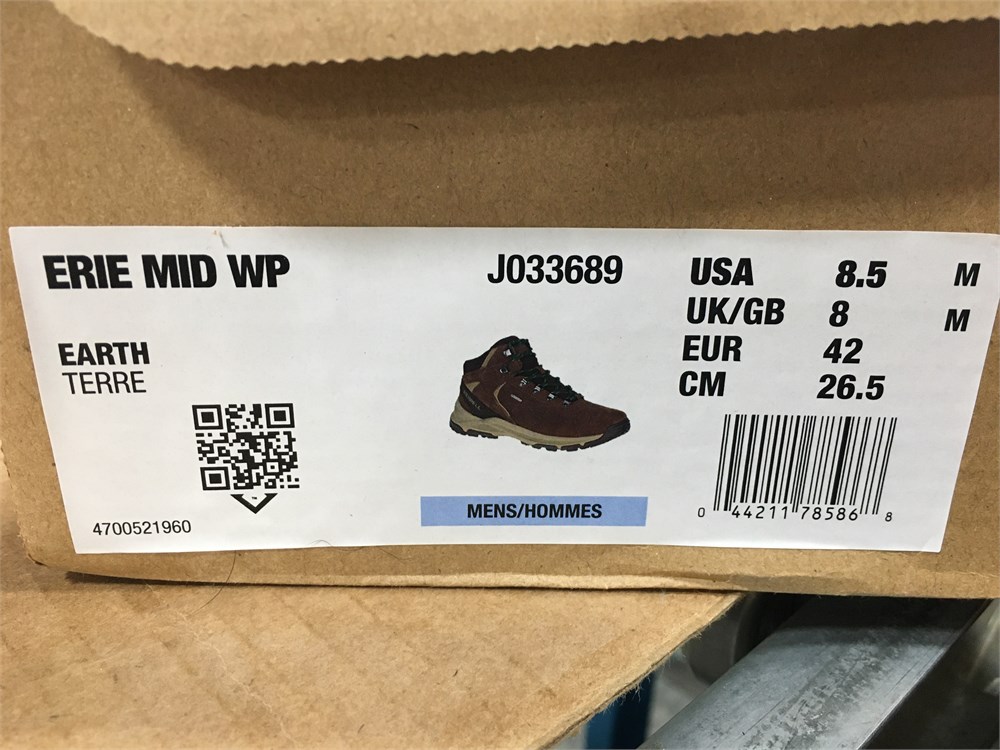 ERIE MID WP
J033689
EARTH
TERRE
4700521960
MENS/HOMMES
USA 8.5 M
UK/GB 8 M
EUR 42
CM 26.5
0 44211 78586 8